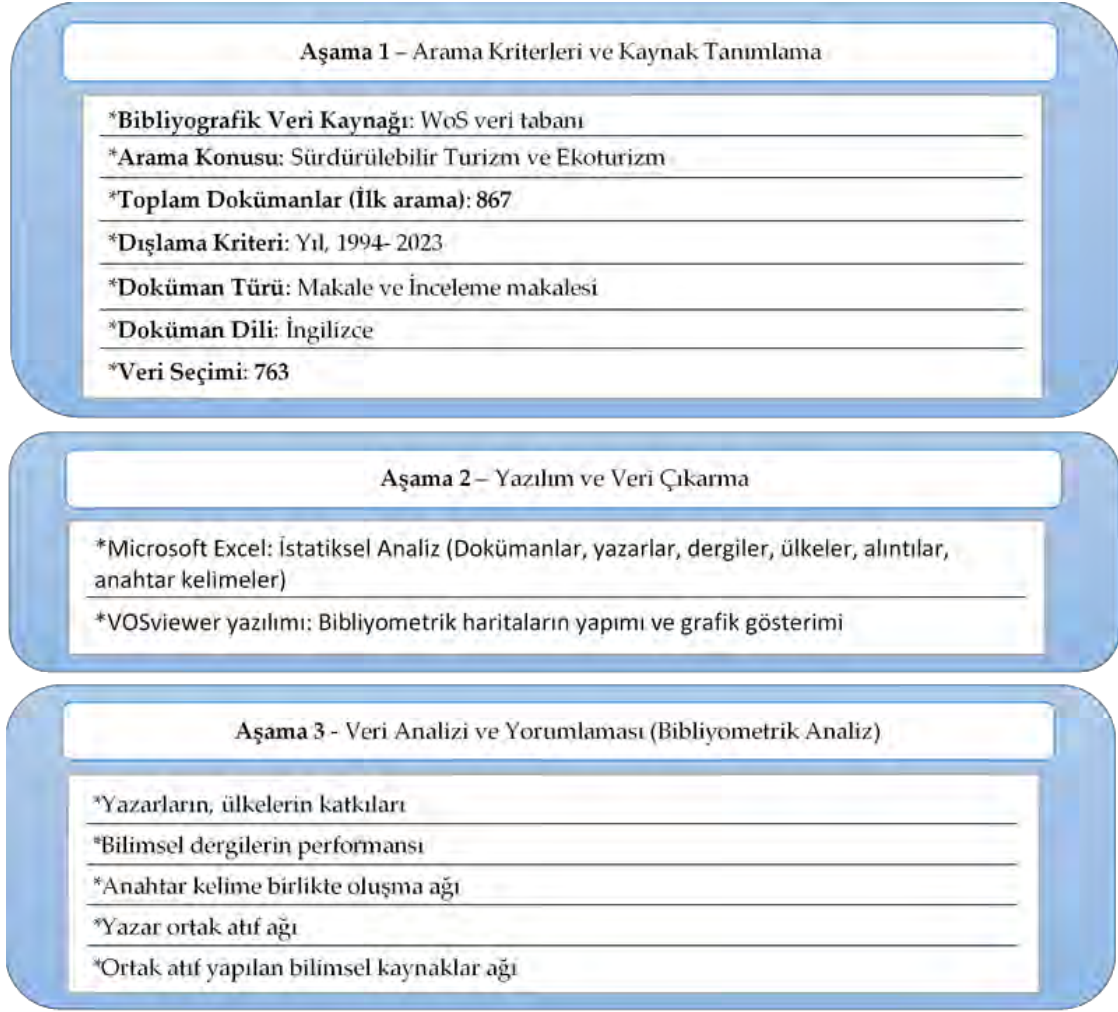 Aşama 1 – Arama Kriterleri ve Kaynak Tanımlama
*Bibliyografik Veri Kaynağı: WoS veri tabanı
*Arama Konusu: Sürdürülebilir Turizm ve Ekoturizm
*Toplam Dokümanlar (İlk arama): 867
*Dışlama Kriteri: Yıl, 1994- 2023
*Doküman Türü: Makale ve İnceleme makalesi
*Doküman Dili: İngilizce
*Veri Seçimi: 763
Aşama 2 – Yazılım ve Veri Çıkarma
*Microsoft Excel: İstatiksel Analiz (Dokümanlar, yazarlar, dergiler, ülkeler, alıntılar,
anahtar kelimeler)
*VOSviewer yazılımı: Bibliyometrik haritaların yapımı ve grafik gösterimi
Aşama 3 - Veri Analizi ve Yorumlaması (Bibliyometrik Analiz)
*Yazarların, ülkelerin katkıları
*Bilimsel dergilerin performansı
*Anahtar kelime birlikte oluşma ağı
*Yazar ortak atıf ağı
*Ortak atıf yapılan bilimsel kaynaklar ağı